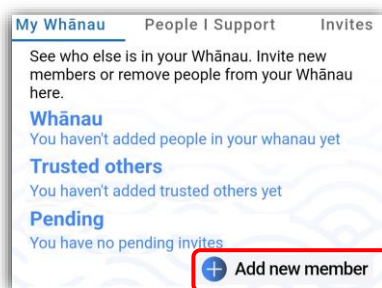 My Whānau People I Support Invites
See who else is in your Whānau. Invite new
members or remove people from your Whānau
here.
Whānau
You haven't added people in your whanau yet
Trusted others
You haven't added trusted others yet
Pending
You have no pending invites
Add new member